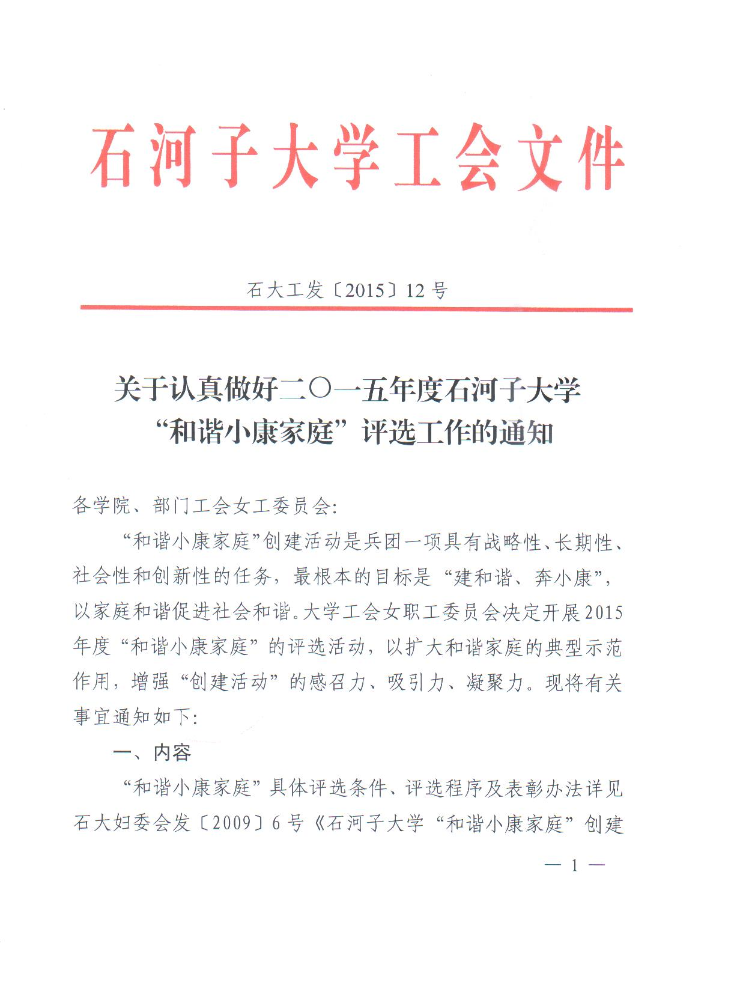 石河子大学工会文件
石大工发〔2015〕12号
关于认真做好二〇一五年度石河子大学
“和谐小康家庭”评选工作的通知
各学院、部门工会女工委员会:
“和谐小康家庭”创建活动是兵团一项具有战略性、长期性、
社会性和创新性的任务，最根本的目标是“建和谐、奔小康”，
以家庭和谐促进社会和谐。大学工会女职工委员会决定开展2015
年度“和谐小康家庭”的评选活动，以扩大和谐家庭的典型示范
作用，增强“创建活动”的感召力、吸引力、凝聚力。现将有关
事宜通知如下:
一、内容
“和谐小康家庭”具体评选条件、评选程序及表彰办法详见
石大妇委会发〔2009〕6号《石河子大学“和谐小康家庭”创建
— 1 —